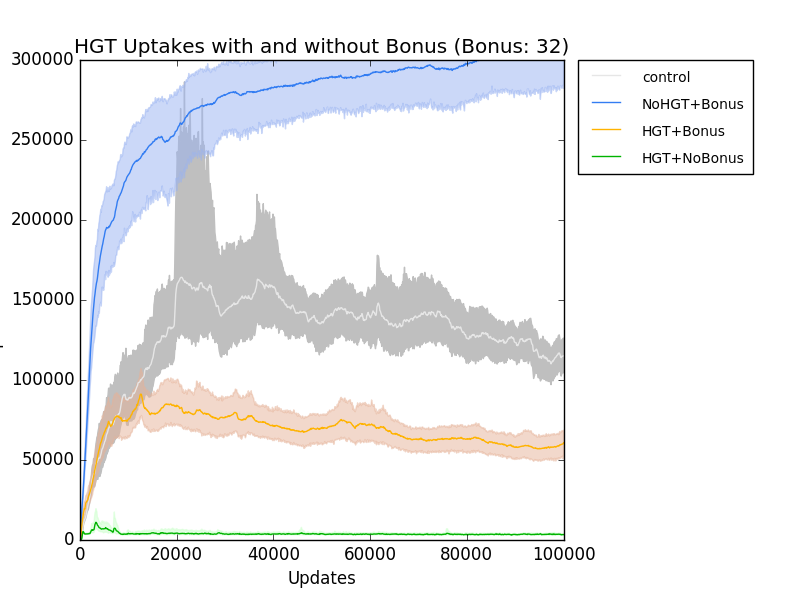 HGT Uptakes with and without Bonus (Bonus: 32)
300000
250000
200000
150000
100000
50000
0
0 20000 40000 60000 80000 100000
Updates
control
NoHGT+Bonus
HGT+Bonus
HGT+NoBonus